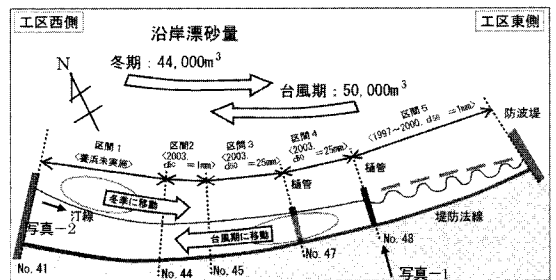 工区西側
工区東側
沿岸漂砂量
冬期：44,000m³
台風期：50,000m³
N
区間1
<養浜未実施>
区間2
<2003,
d50 =1mm>
区間3
<2003,
d50 =25mm>
区間4
<2003,
d50 =25mm>
区間5
<1997~2000, d50 =1mm>
防波堤
樋管
樋管
冬季に移動
台風期に移動
汀線
写真-2
堤防法線
No.41
No.44
No.45
No.47
No.48
写真-1